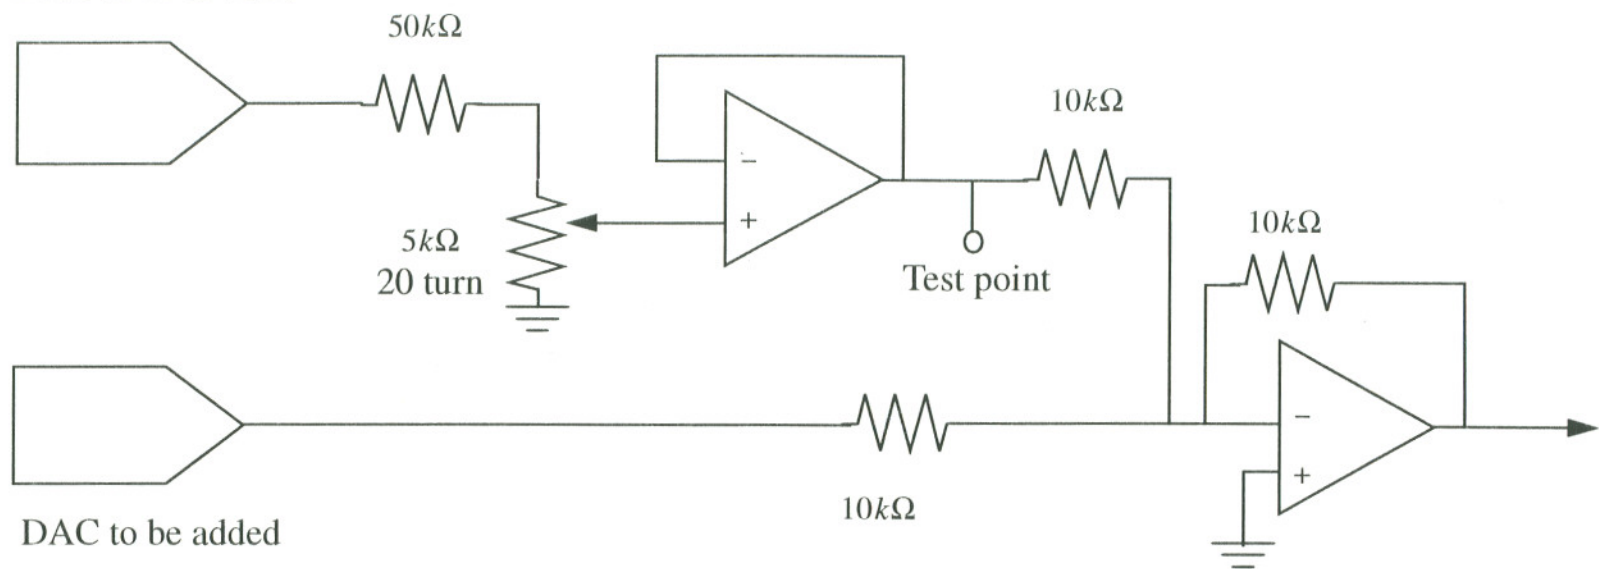 50kΩ
10kΩ
−
+
5kΩ
20 turn
Test point
10kΩ
−
+
10kΩ
DAC to be added